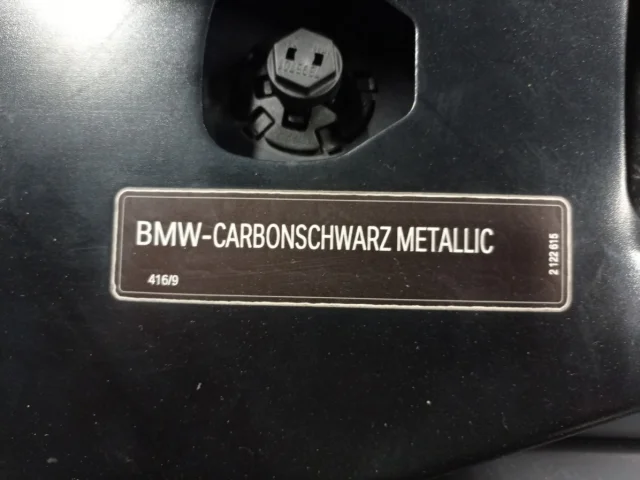 BMW-CARBONSCHWARZ METALLIC
416/9
2 122 615